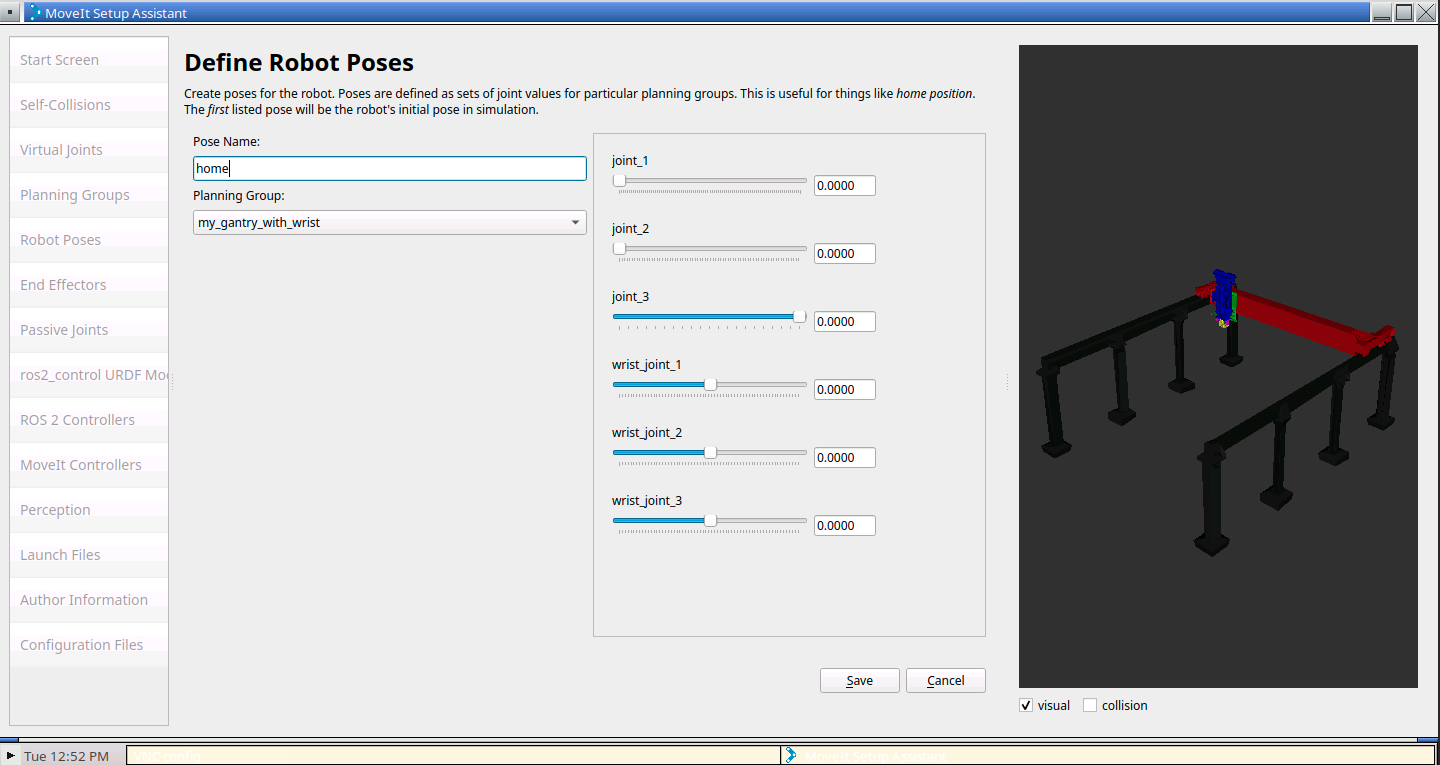 MoveIt Setup Assistant
Start Screen
Self-Collisions
Virtual Joints
Planning Groups
Robot Poses
End Effectors
Passive Joints
ros2_control URDF Mo
ROS 2 Controllers
MoveIt Controllers
Perception
Launch Files
Author Information
Configuration Files
Define Robot Poses
Create poses for the robot. Poses are defined as sets of joint values for particular planning groups. This is useful for things like home position.
The first listed pose will be the robot's initial pose in simulation.
Pose Name:
home
Planning Group:
my_gantry_with_wrist
joint_1
0.0000
joint_2
0.0000
joint_3
0.0000
wrist_joint_1
0.0000
wrist_joint_2
0.0000
wrist_joint_3
0.0000
Save
Cancel
visual
collision
Tue 12:52 PM
MoveIt Setup Assistant